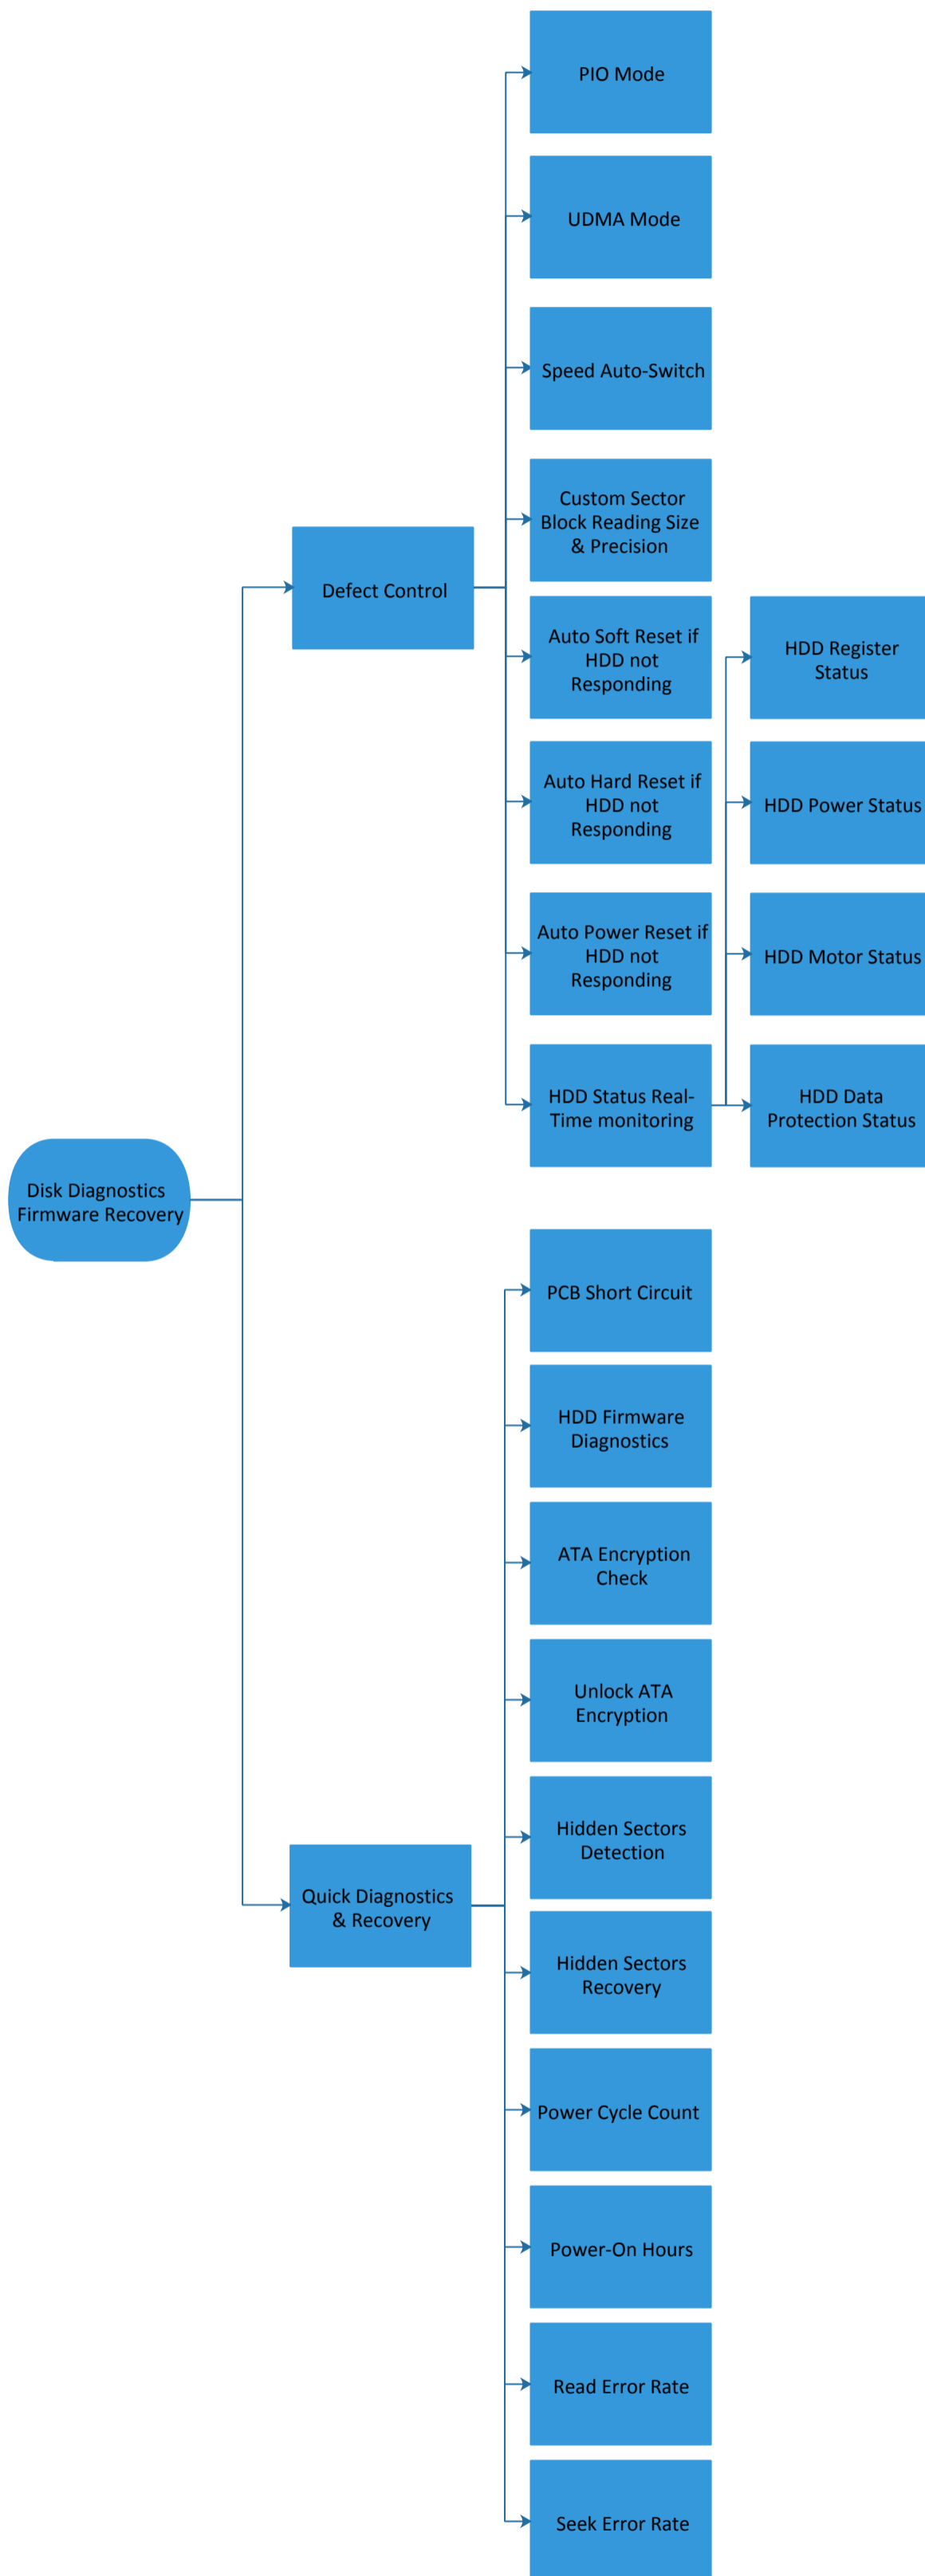 PIO Mode
UDMA Mode
Speed Auto-Switch
Custom Sector
Block Reading Size
& Precision
Defect Control
Auto Soft Reset if
HDD not
Responding
HDD Register
Status
Auto Hard Reset if
HDD not
Responding
HDD Power Status
Auto Power Reset if
HDD not
Responding
HDD Motor Status
HDD Status Real-
Time monitoring
HDD Data
Protection Status
Disk Diagnostics
Firmware Recovery
PCB Short Circuit
HDD Firmware
Diagnostics
ATA Encryption
Check
Unlock ATA
Encryption
Hidden Sectors
Detection
Quick Diagnostics
& Recovery
Hidden Sectors
Recovery
Power Cycle Count
Power-On Hours
Read Error Rate
Seek Error Rate